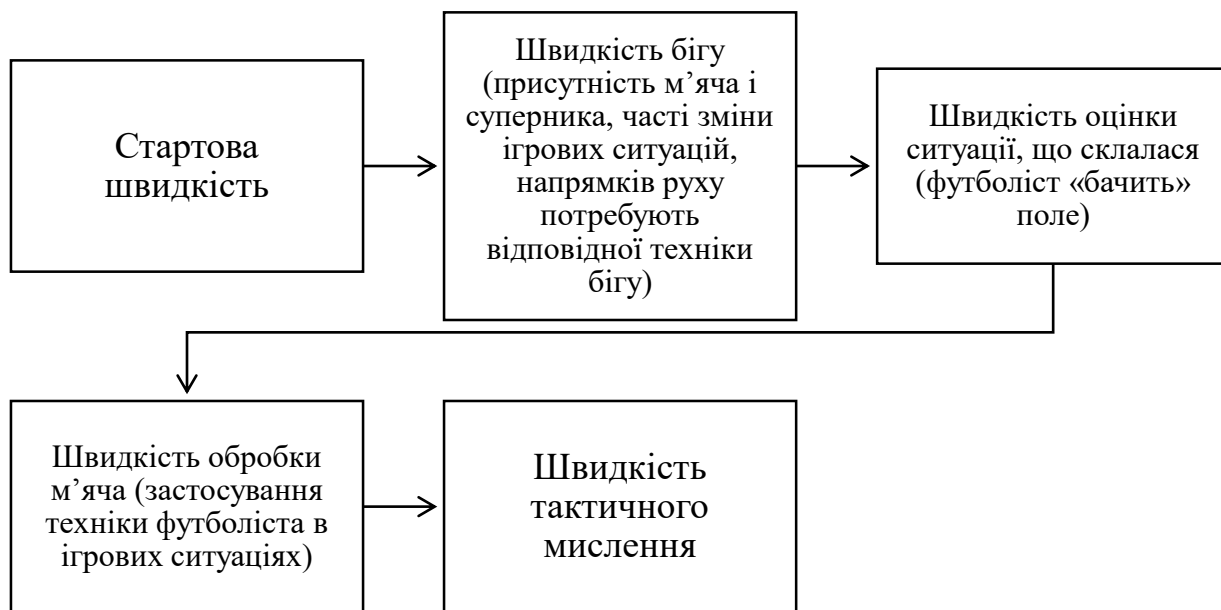 Стартова
швидкість
Швидкість бігу
(присутність м’яча і
суперника, часті зміни
ігрових ситуацій,
напрямків руху
потребують
відповідної техніки
бігу)
Швидкість оцінки
ситуації, що склалася
(футболіст «бачить»
поле)
Швидкість обробки
м’яча (застосування
техніки футболіста в
ігрових ситуаціях)
Швидкість
тактичного
мислення